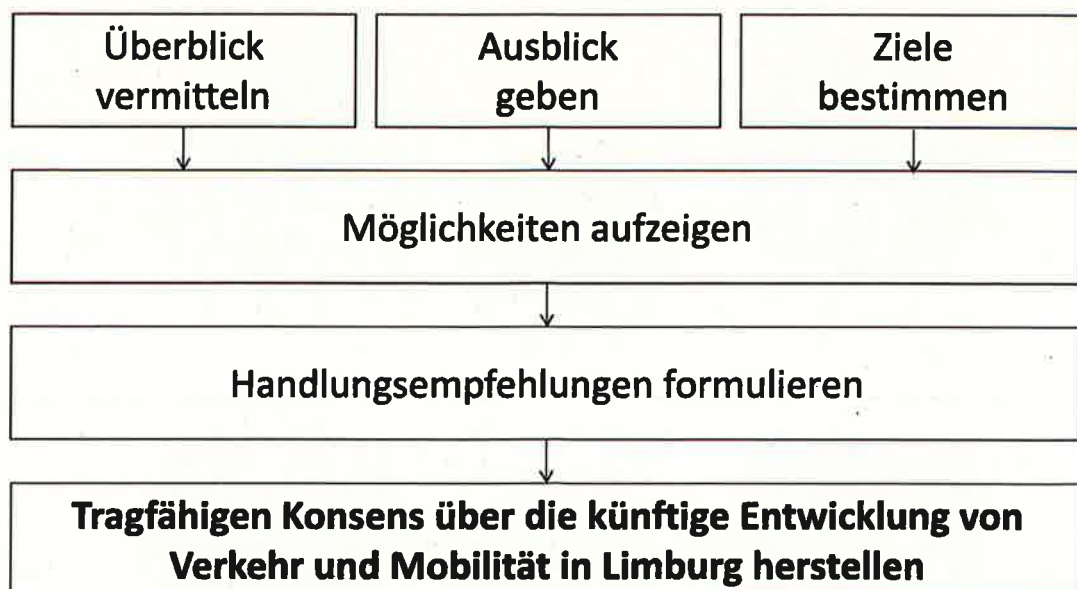 Überblick
vermitteln
Ausblick
geben
Ziele
bestimmen
Möglichkeiten aufzeigen
Handlungsempfehlungen formulieren
Tragfähigen Konsens über die künftige Entwicklung von
Verkehr und Mobilität in Limburg herstellen